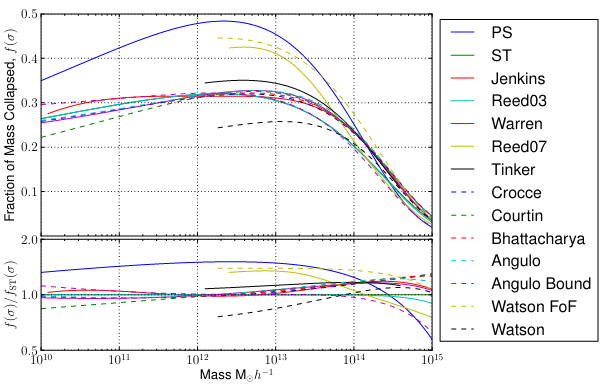 0.5
0.4
0.3
0.2
0.1
Fraction of Mass Collapsed, f(σ)
2.0
1.0
0.5
f(σ)/f_ST(σ)
10^10 10^11 10^12 10^13 10^14 10^15
Mass M_⊙h^−1
PS
ST
Jenkins
Reed03
Warren
Reed07
Tinker
Crocce
Courtin
Bhattacharya
Angulo
Angulo Bound
Watson FoF
Watson